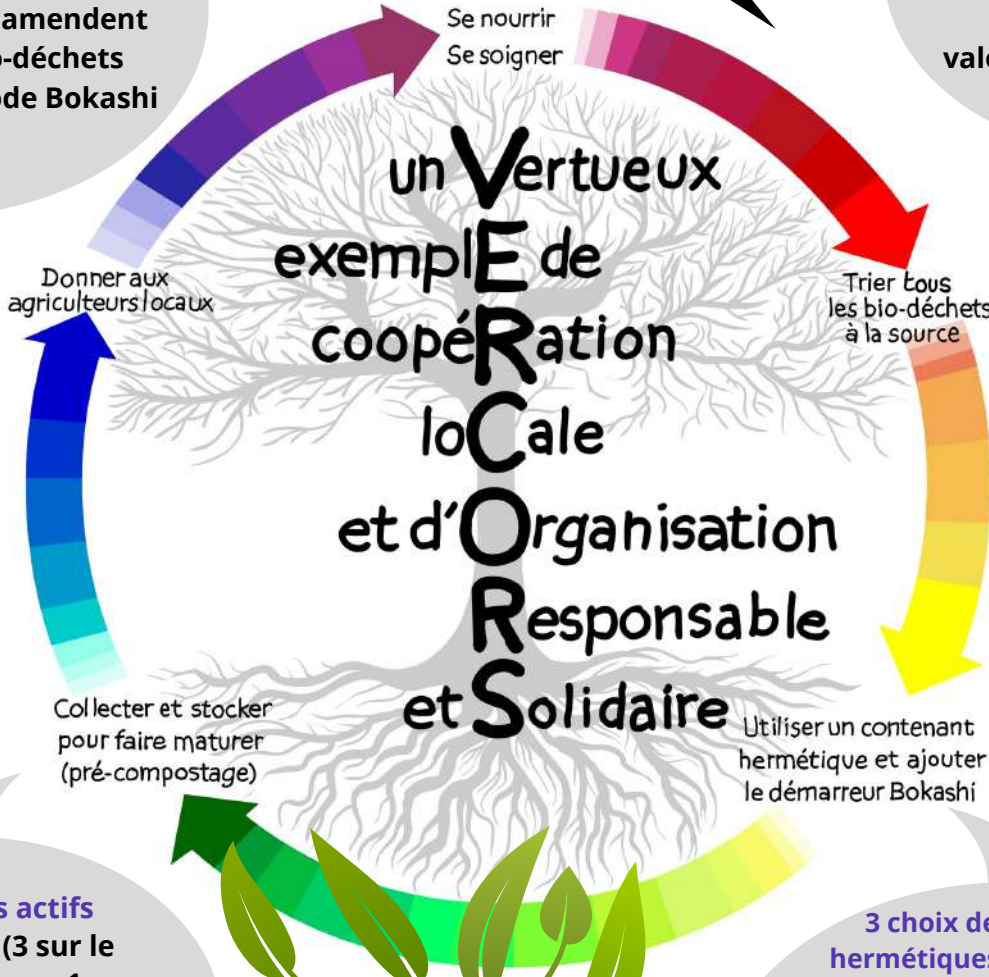 amendent
-déchets
de Bokashi
Se nourrir
Se soigner
un Vertueux
exemplE de
coopéRation
loCale
et d'Organisation
Responsable
et Solidaire
Trier tous
les bio-déchets
à la source
Utiliser un contenant
hermétique et ajouter
le démarreur Bokashi
Collecter et stocker
pour faire maturer
(pré-compostage)
Donner aux
agriculteurs locaux
actifs
(3 sur le
3 choix de
hermétiques